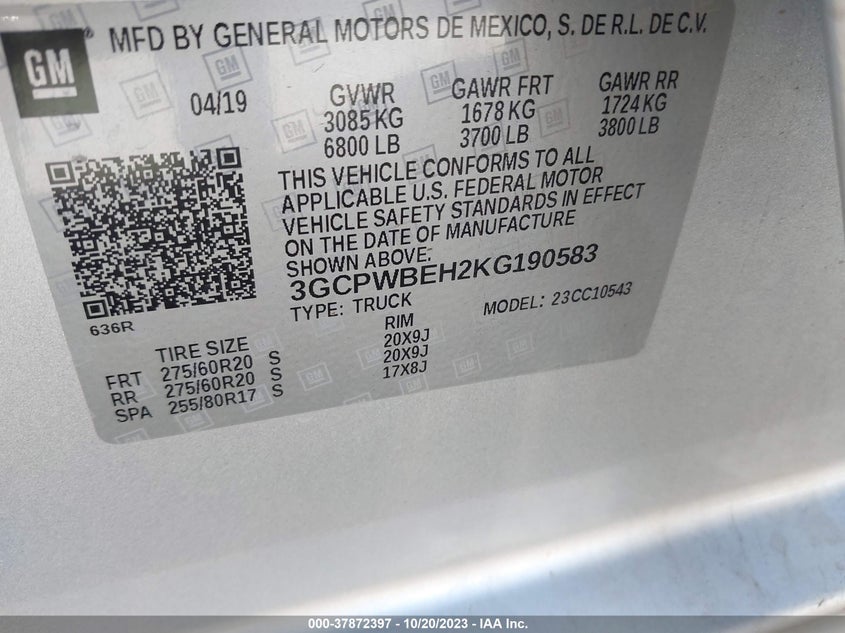 GM
MFD BY GENERAL MOTORS DE MEXICO, S. DE R.L. DE C.V.
04/19
GVWR GAWR FRT GAWR RR
3085 KG 1678 KG 1724 KG
6800 LB 3700 LB 3800 LB
THIS VEHICLE CONFORMS TO ALL
APPLICABLE U.S. FEDERAL MOTOR
VEHICLE SAFETY STANDARDS IN EFFECT
ON THE DATE OF MANUFACTURE
SHOWN ABOVE:
3GCPWBEH2KG190583
TYPE: TRUCK MODEL: 23CC10543
636R
TIRE SIZE RIM
FRT 275/60R20 S 20X9J
RR 275/60R20 S 20X9J
SPA 255/80R17 S 17X8J
000-37872397 - 10/20/2023 - IAA Inc.